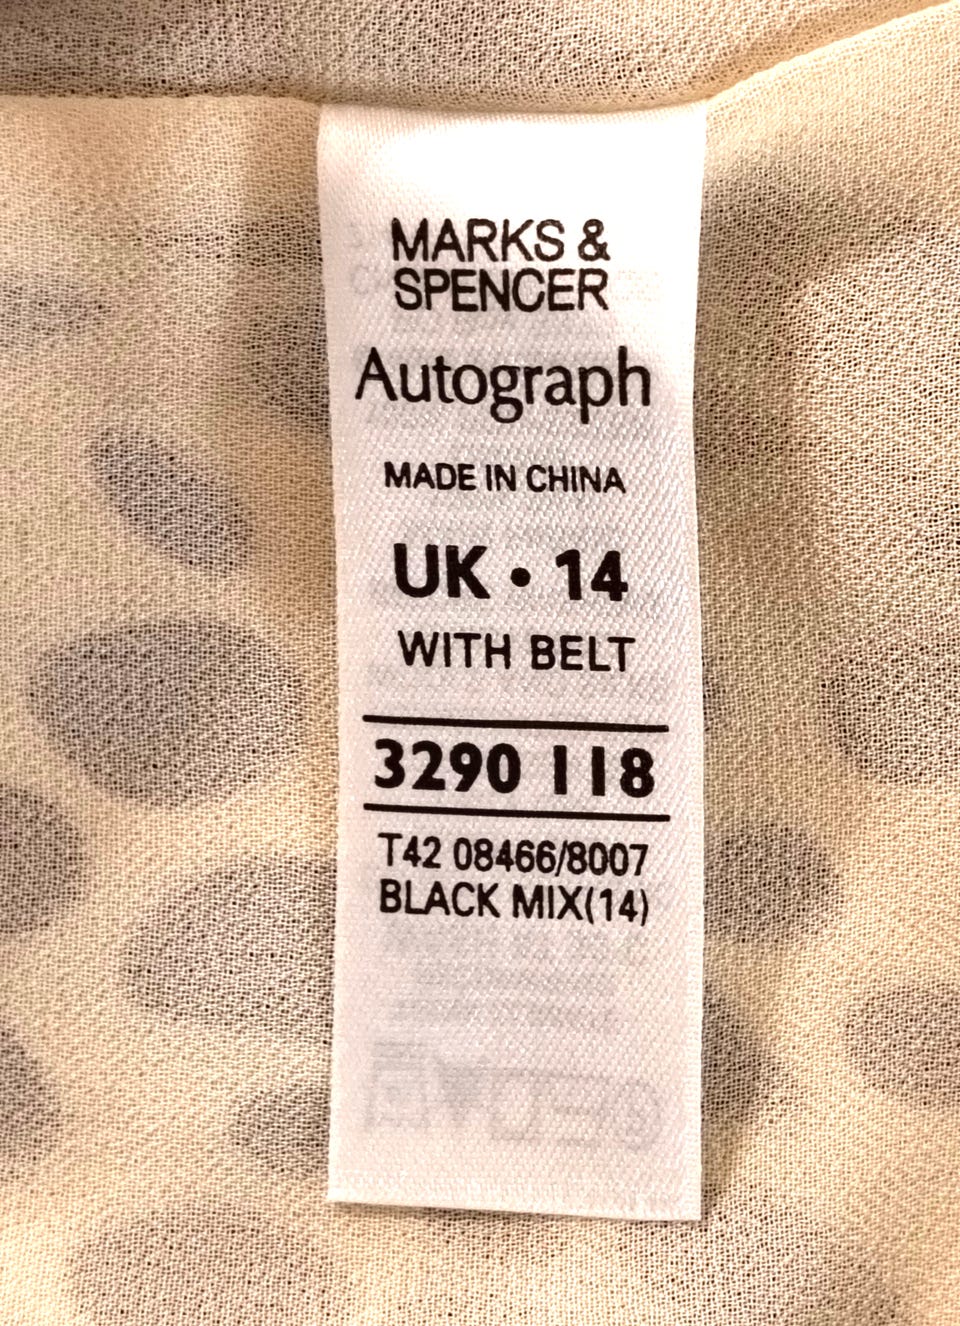 MARKS &
SPENCER
Autograph
MADE IN CHINA
UK • 14
WITH BELT
3290 118
T42 08466/8007
BLACK MIX(14)